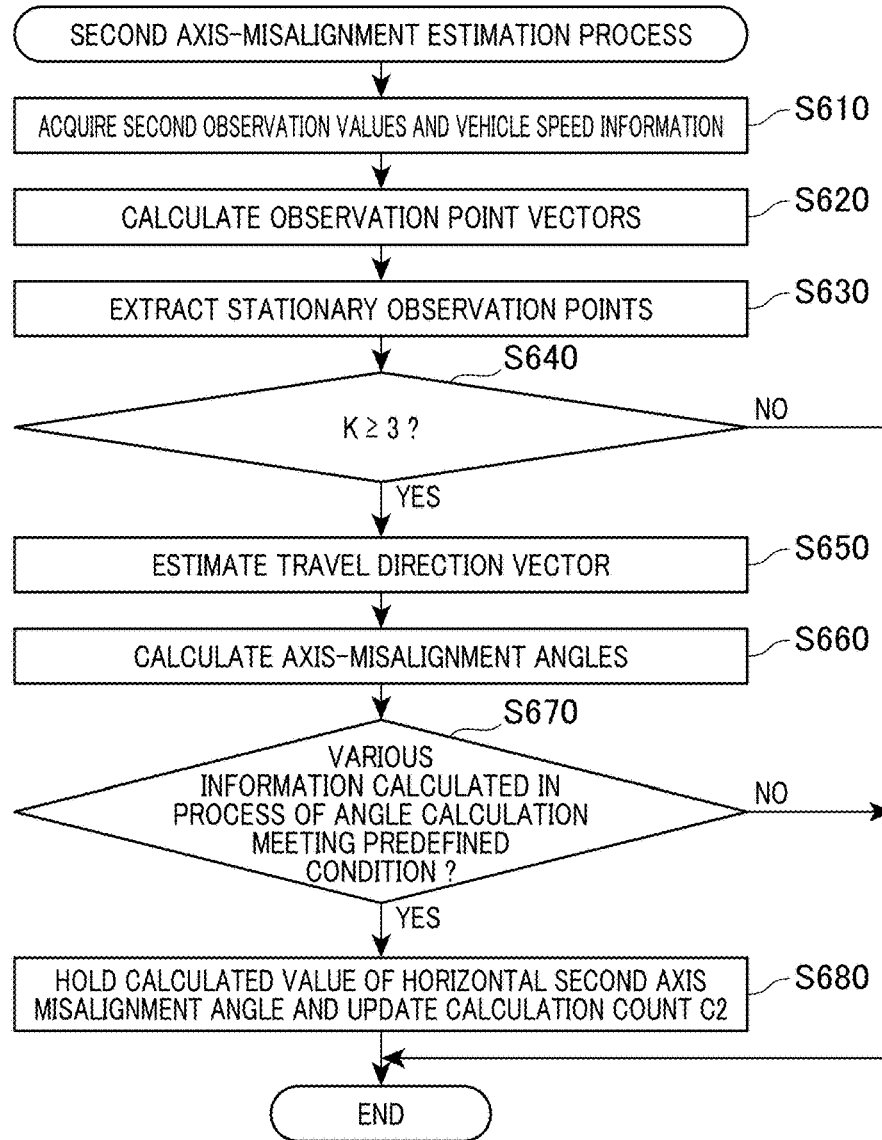 SECOND AXIS-MISALIGNMENT ESTIMATION PROCESS
S610
ACQUIRE SECOND OBSERVATION VALUES AND VEHICLE SPEED INFORMATION
S620
CALCULATE OBSERVATION POINT VECTORS
S630
EXTRACT STATIONARY OBSERVATION POINTS
S640
K ≥ 3 ?
NO
YES
S650
ESTIMATE TRAVEL DIRECTION VECTOR
S660
CALCULATE AXIS-MISALIGNMENT ANGLES
S670
VARIOUS
INFORMATION CALCULATED IN
PROCESS OF ANGLE CALCULATION
MEETING PREDEFINED
CONDITION ?
NO
YES
S680
HOLD CALCULATED VALUE OF HORIZONTAL SECOND AXIS
MISALIGNMENT ANGLE AND UPDATE CALCULATION COUNT C2
END